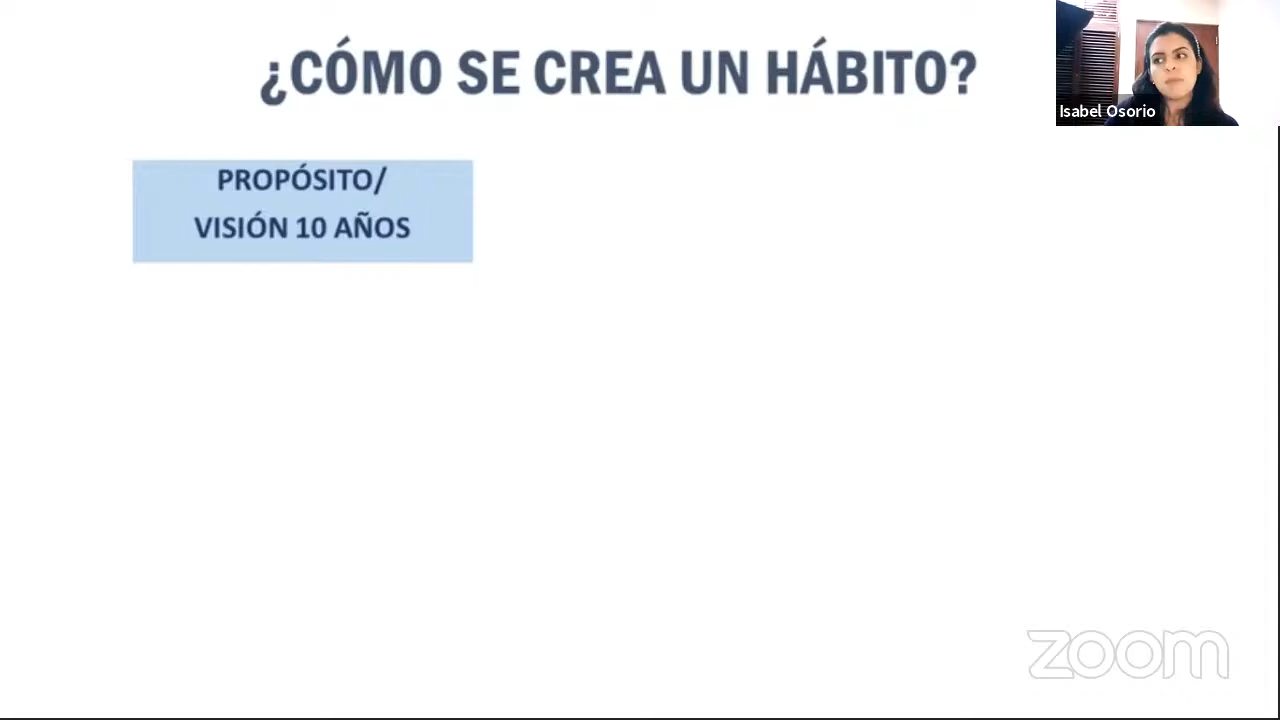 ¿CÓMO SE CREA UN HÁBITO?
Isabel Osorio
PROPÓSITO/
VISIÓN 10 AÑOS
zoom